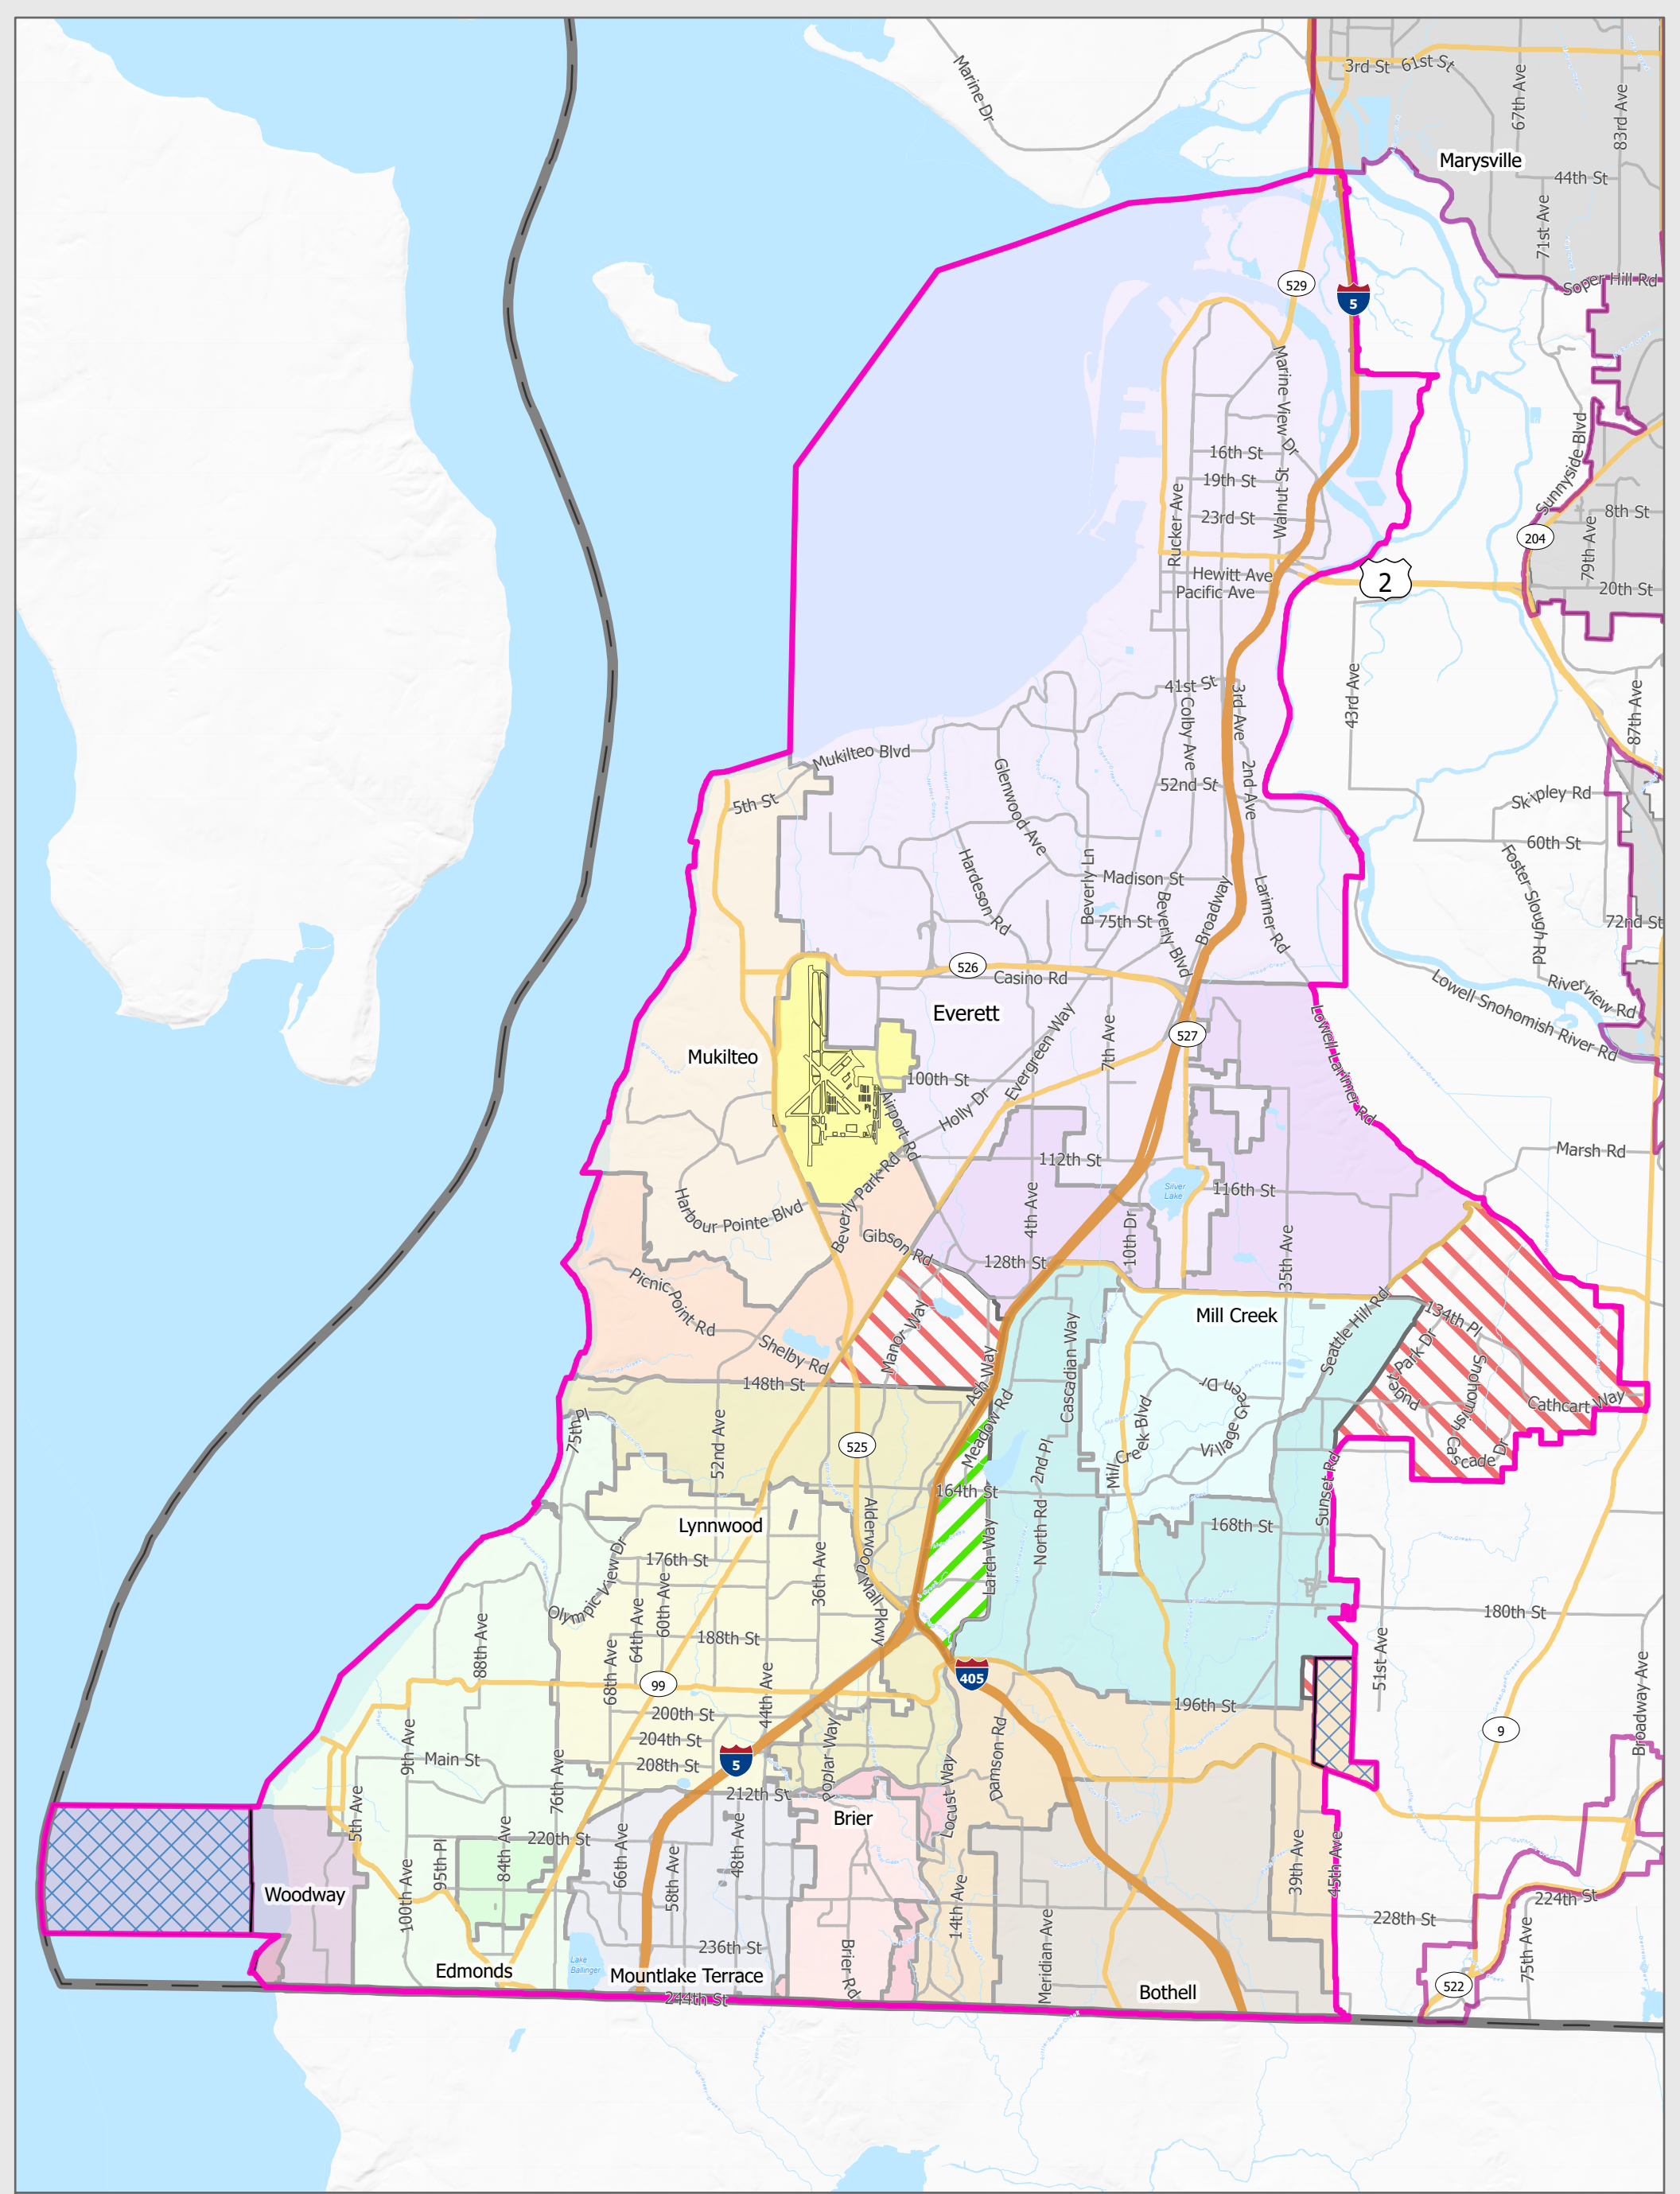 Marine Dr
3rd St
61st St
67th Ave
83rd Ave
Marysville
44th St
71st Ave
Soper Hill Rd
529
5
Marine View Dr
16th St
19th St
Walnut St
Rucker Ave
23rd St
Sunnyside Blvd
8th St
204
79th Ave
Hewitt Ave
2
20th St
Pacific Ave
41st St
3rd Ave
43rd Ave
87th Ave
Colby Ave
Mukilteo Blvd
52nd St
2nd Ave
5th St
Glenwood Ave
Skipley Rd
60th St
Hardeson Rd
Beverly Ln
Madison St
Foster Slough Rd
75th St
Beverly Blvd
Broadway
Larimer Rd
72nd St
526
Casino Rd
Riverview Rd
Lowell Snohomish River Rd
Everett
Evergreen Way
7th Ave
527
Lowell Larimer Rd
Mukilteo
100th St
Airport Rd
Holly Dr
112th St
Marsh Rd
Silver
Lake
116th St
Harbour Pointe Blvd
Beverly Park Rd
4th Ave
10th Dr
35th Ave
Gibson Rd
128th St
Picnic Point Rd
Manor Way
Mill Creek
Seattle Hill Rd
134th Pl
Shelby Rd
Cascadian Way
Puget Park Dr
148th St
Ash Way
Village Green Dr
Snohomish Cascade Dr
Cathcart Way
75th Pl
52nd Ave
525
Meadow Rd
2nd Pl
Mill Creek Blvd
Sunset Rd
164th St
Lynnwood
Alderwood Mall Pkwy
North Rd
168th St
176th St
36th Ave
Larch Way
Olympic View Dr
60th Ave
64th Ave
180th St
88th Ave
188th St
68th Ave
44th Ave
51st Ave
Broadway Ave
405
99
196th St
200th St
9
204th St
9th Ave
Main St
208th St
5
Poplar Way
Damson Rd
76th Ave
212th St
Locust Way
5th Ave
Brier
220th St
84th Ave
95th Pl
66th Ave
48th Ave
58th Ave
39th Ave
45th Ave
Woodway
100th Ave
14th Ave
224th St
228th St
Meridian Ave
75th Ave
236th St
Brier Rd
Lake
Ballinger
Edmonds
Mountlake Terrace
Bothell
522
244th St